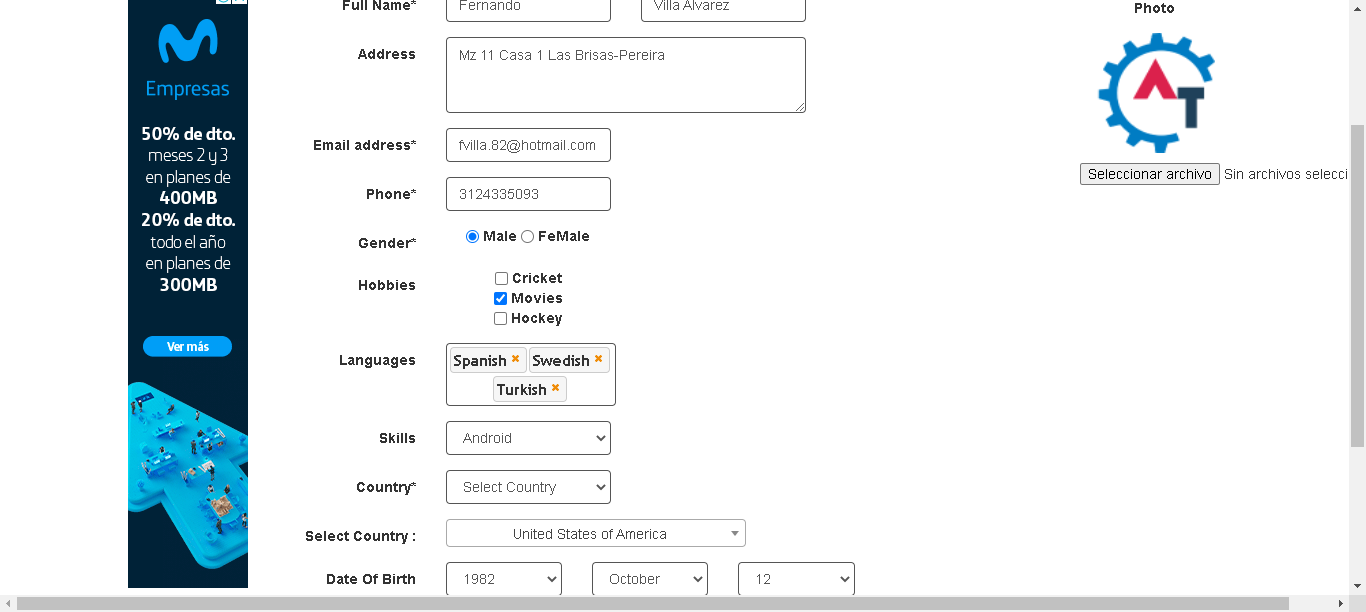 Empresas
50% de dto.
meses 2 y 3
en planes de
400MB
20% de dto.
todo el año
en planes de
300MB
Ver más
Full Name* Fernando Villa Alvarez
Address Mz 11 Casa 1 Las Brisas-Pereira
Email address* fvilla.82@hotmail.com
Phone* 3124335093
Gender* Male FeMale
Hobbies Cricket
Movies
Hockey
Languages Spanish Swedish
Turkish
Skills Android
Country* Select Country
Select Country : United States of America
Date Of Birth 1982 October 12
Photo
AT
Seleccionar archivo Sin archivos selecci